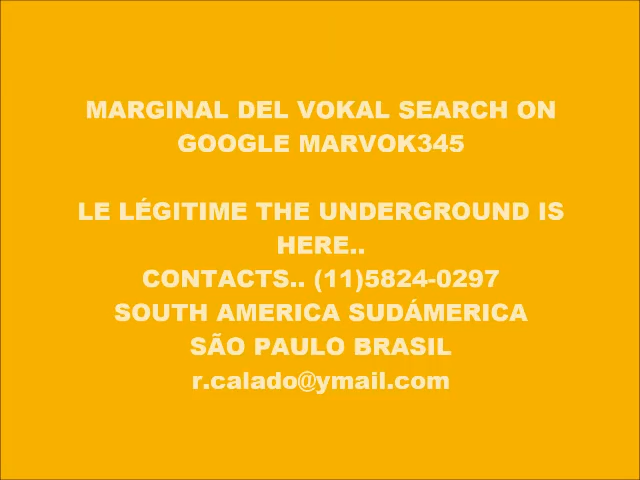 MARGINAL DEL VOKAL SEARCH ON
GOOGLE MARVOK345
LE LÉGITIME THE UNDERGROUND IS
HERE..
CONTACTS.. (11)5824-0297
SOUTH AMERICA SUDÁMERICA
SÃO PAULO BRASIL
r.calado@ymail.com